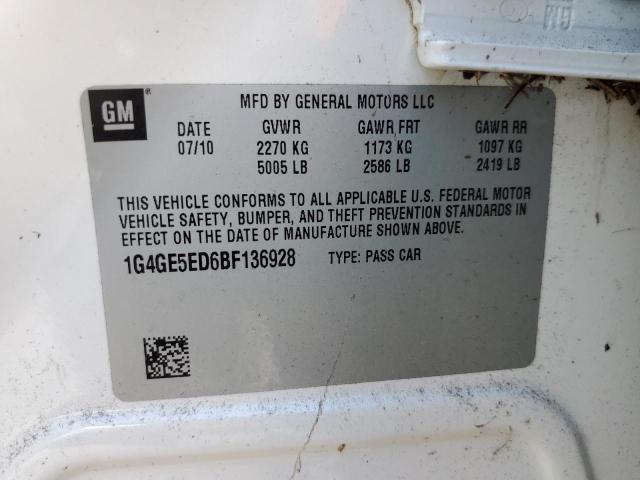 GM
GM ® MFD BY GENERAL MOTORS LLC
DATE GVWR GAWR FRT GAWR RR
07/10 2270 KG 1173 KG 1097 KG
5005 LB 2586 LB 2419 LB
THIS VEHICLE CONFORMS TO ALL APPLICABLE U.S. FEDERAL MOTOR
VEHICLE SAFETY, BUMPER, AND THEFT PREVENTION STANDARDS IN
EFFECT ON THE DATE OF MANUFACTURE SHOWN ABOVE.
1G4GE5ED6BF136928 TYPE: PASS CAR